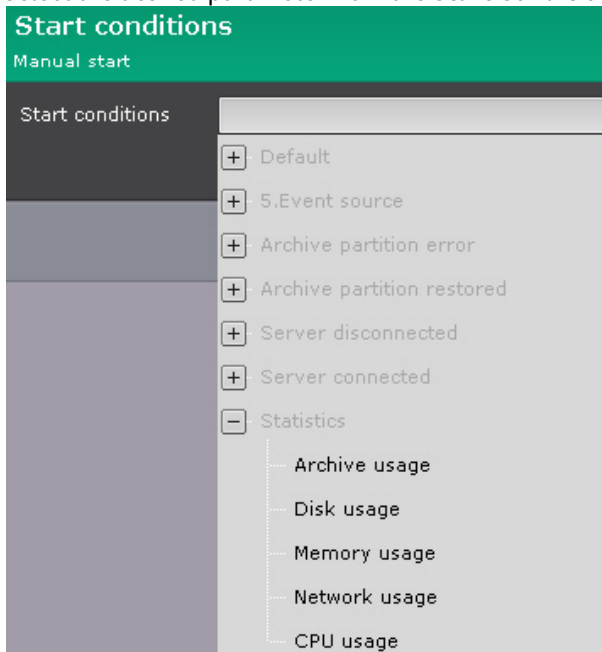 Start conditions
Manual start
Start conditions
Default
5.Event source
Archive partition error
Archive partition restored
Server disconnected
Server connected
Statistics
Archive usage
Disk usage
Memory usage
Network usage
CPU usage